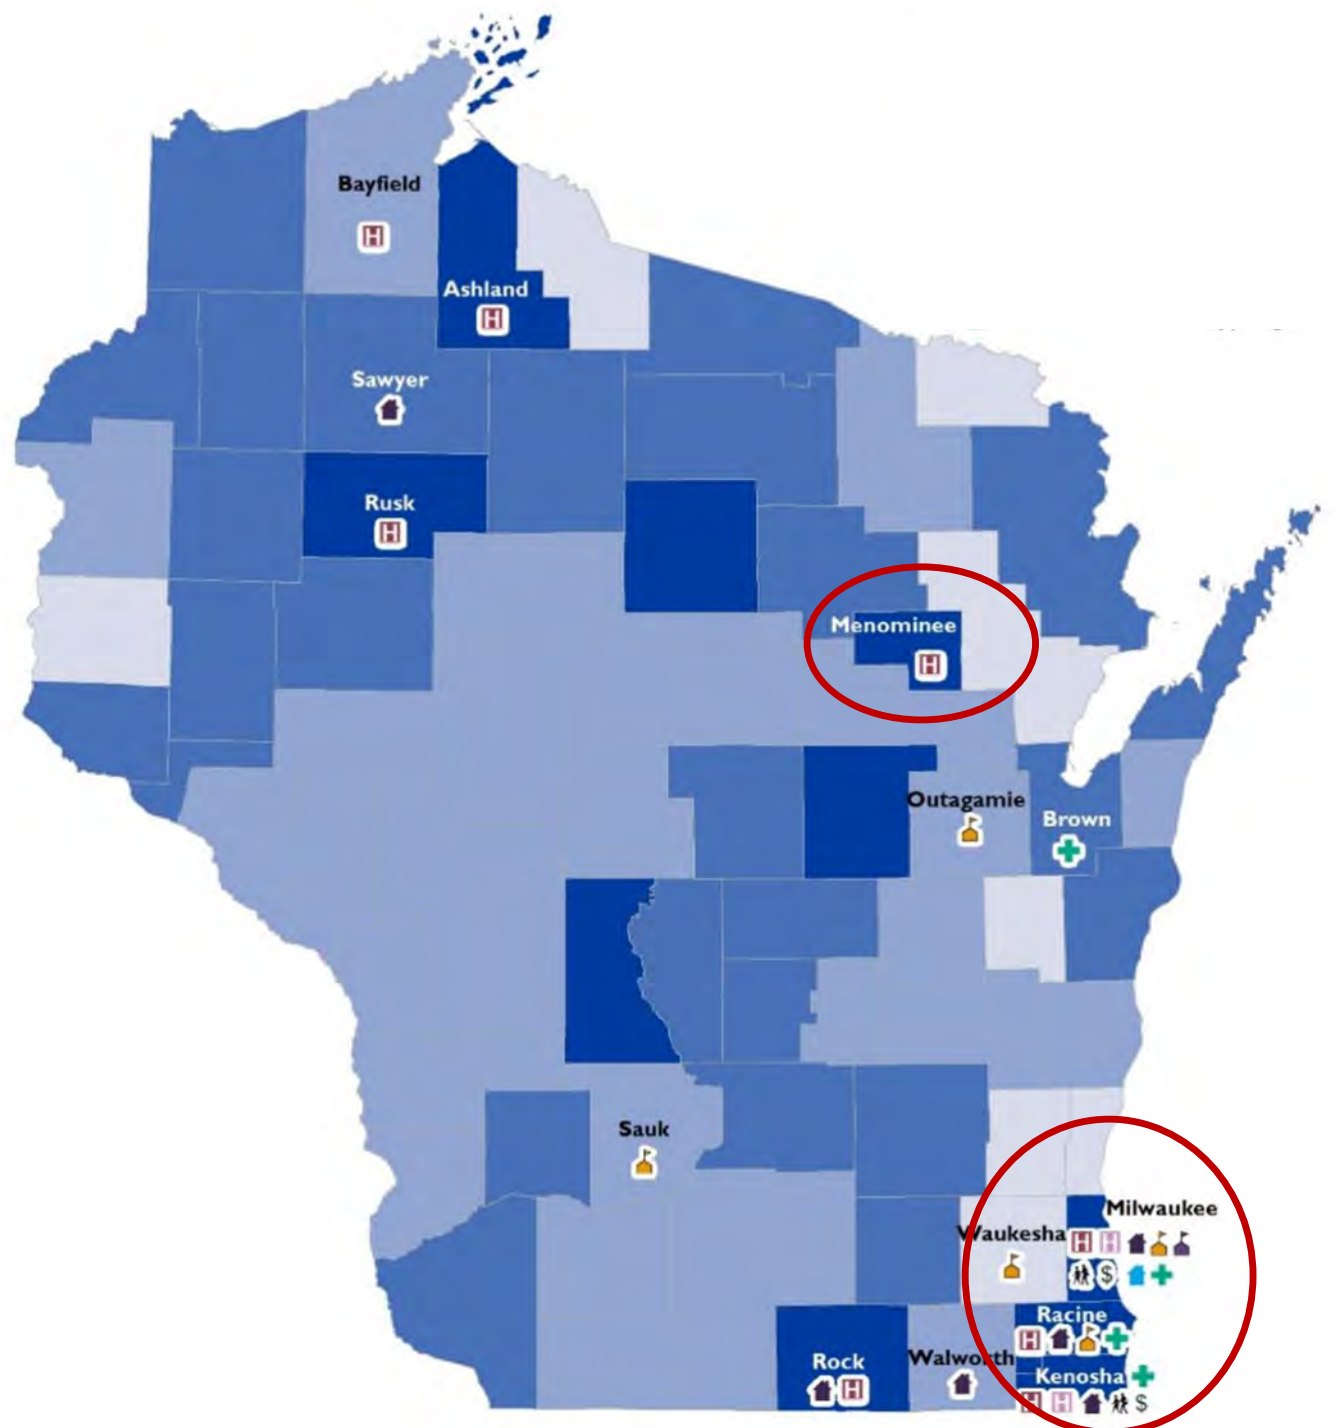 Bayfield
H
Ashland
H
Sawyer
Rusk
H
Menominee
H
Outagamie
Brown
Sauk
Milwaukee
Waukesha
H H
$
Racine
H
Rock
H
Walworth
Kenosha
H H $